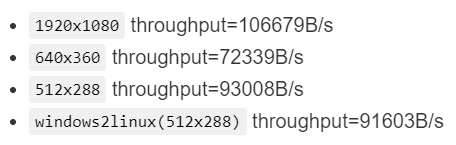 1920x1080 throughput=106679B/s
640x360 throughput=72339B/s
512x288 throughput=93008B/s
windows2linux(512x288) throughput=91603B/s